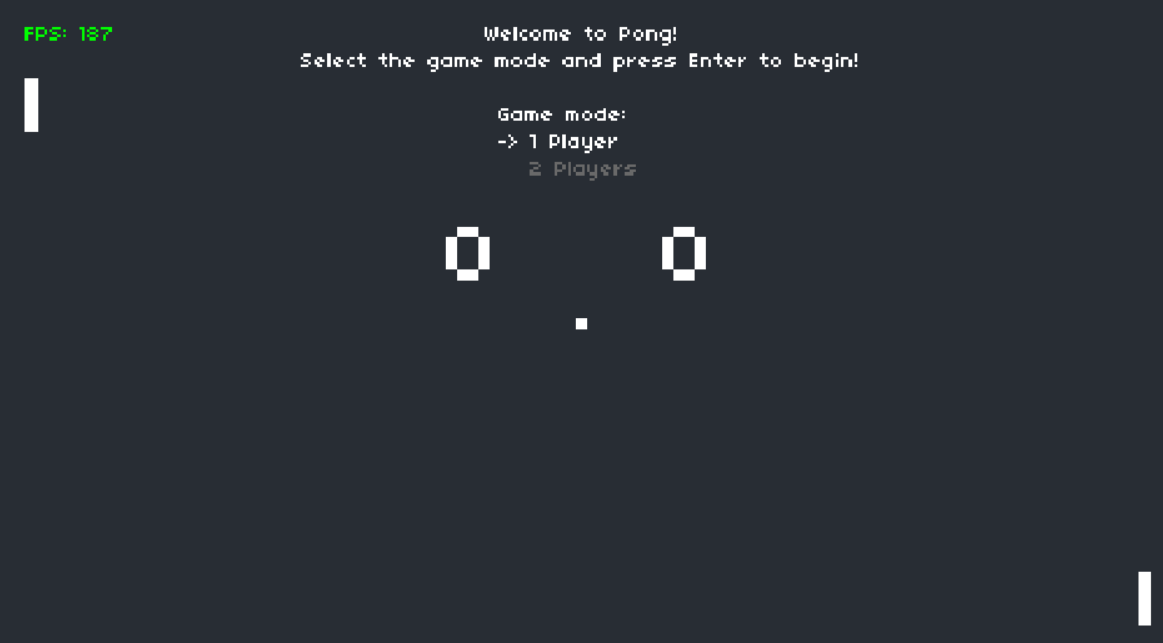 FPS: 187
Welcome to Pong!
Select the game mode and press Enter to begin!
Game mode:
-> 1 Player
2 Players
0 0